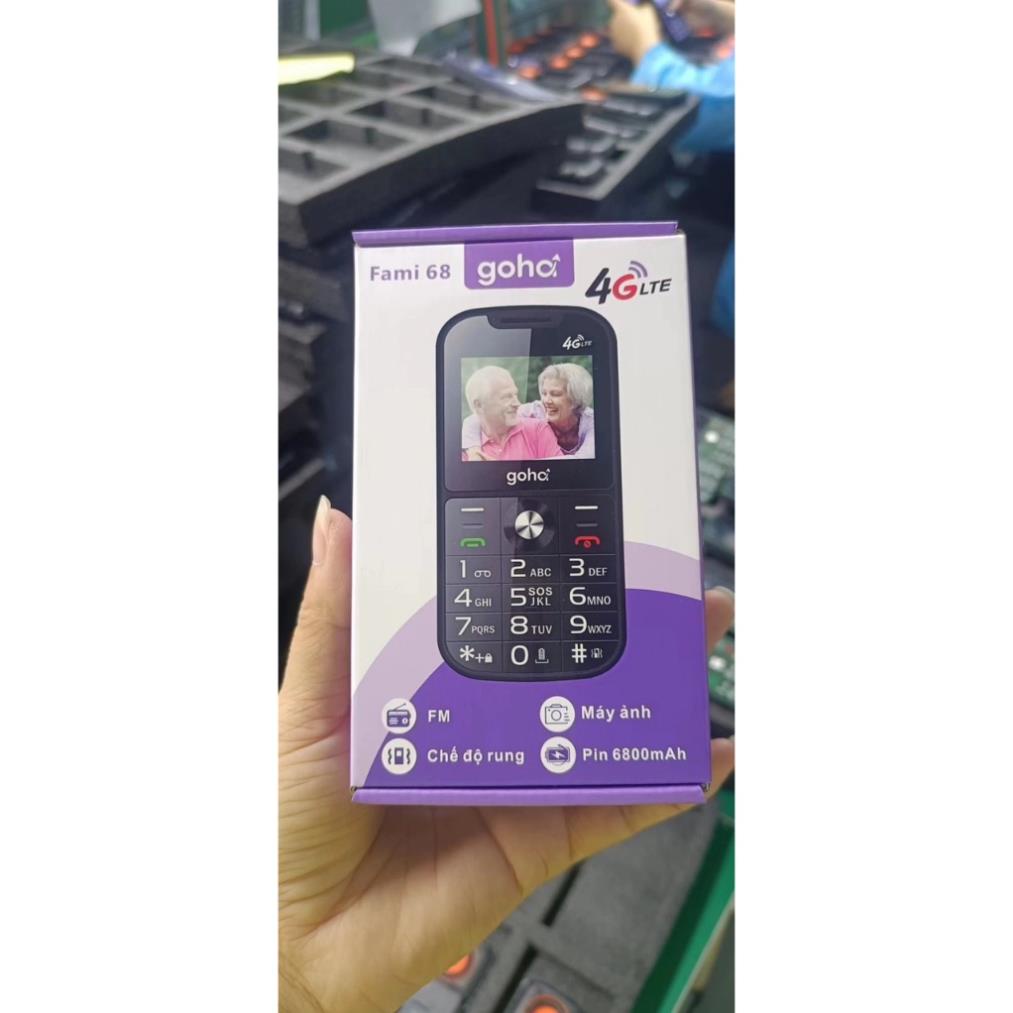 Fami 68
goha
4G LTE
4G LTE
goha
1
2 ABC
3 DEF
4 GHI
5 SOS JKL
6 MNO
7 PQRS
8 TUV
9 WXYZ
*+
0
#
FM
Máy ảnh
Chế độ rung
Pin 6800mAh